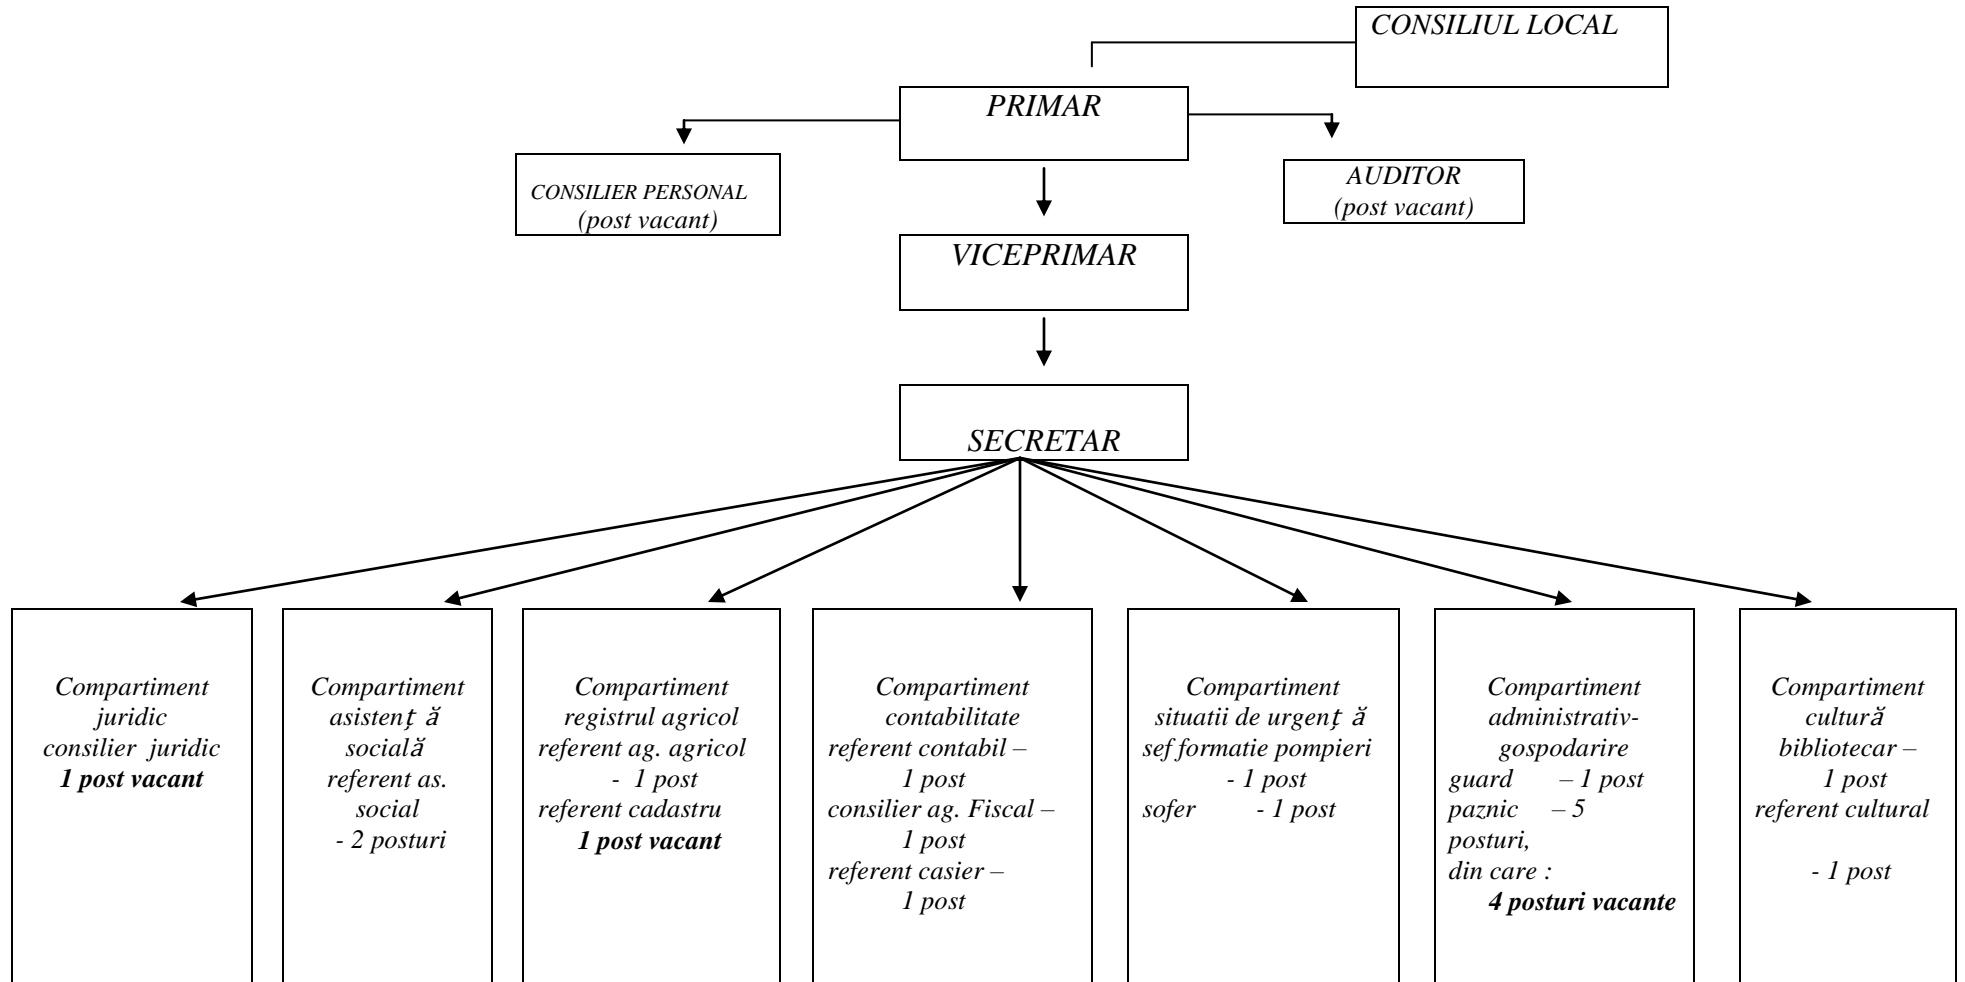 CONSILIUL LOCAL
PRIMAR
CONSILIER PERSONAL
(post vacant)
AUDITOR
(post vacant)
VICEPRIMAR
SECRETAR
Compartiment
juridic
consilier juridic
1 post vacant
Compartiment
asistenţ ă
socială
referent as.
social
- 2 posturi
Compartiment
registrul agricol
referent ag. agricol
- 1 post
referent cadastru
1 post vacant
Compartiment
contabilitate
referent contabil –
1 post
consilier ag. Fiscal –
1 post
referent casier –
1 post
Compartiment
situatii de urgenţ ă
sef formatie pompieri
- 1 post
sofer - 1 post
Compartiment
administrativ-
gospodarire
guard – 1 post
paznic – 5
posturi,
din care :
4 posturi vacante
Compartiment
cultură
bibliotecar –
1 post
referent cultural
- 1 post